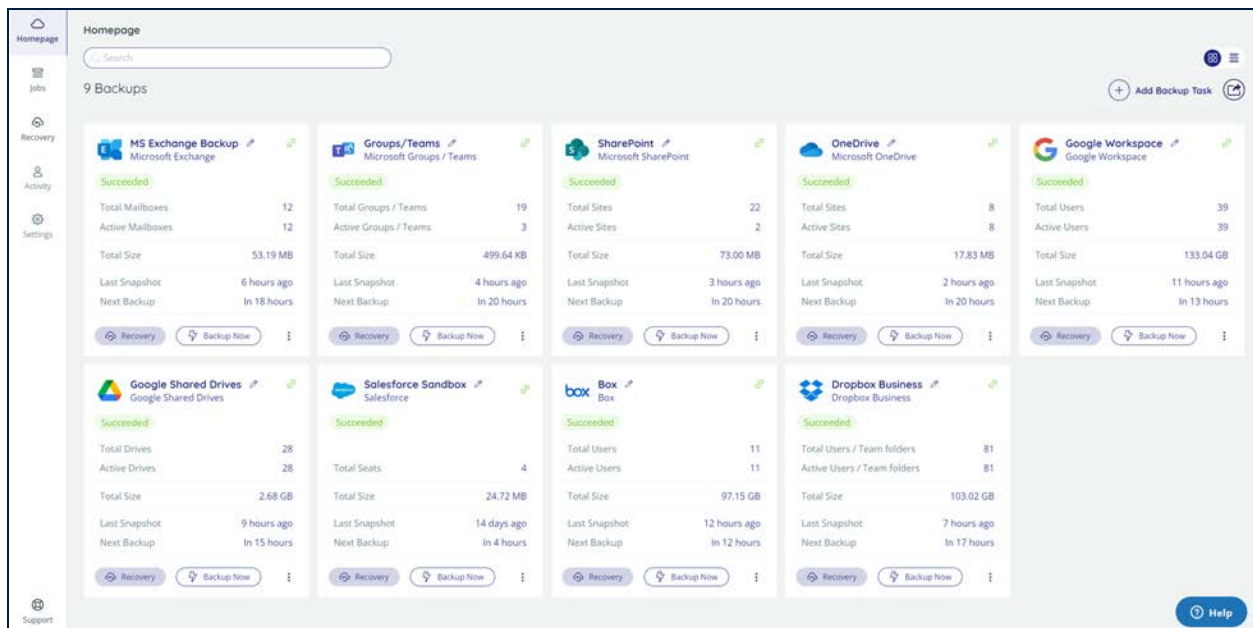 Homepage
Homepage
Search
Jobs
9 Backups
Add Backup Task
Recovery
Activity
Settings
MS Exchange Backup
Microsoft Exchange
Succeeded
Total Mailboxes 12
Active Mailboxes 12
Total Size 53.19 MB
Last Snapshot 6 hours ago
Next Backup In 18 hours
Recovery Backup Now
Groups/Teams
Microsoft Groups / Teams
Succeeded
Total Groups / Teams 19
Active Groups / Teams 3
Total Size 499.64 KB
Last Snapshot 4 hours ago
Next Backup In 20 hours
Recovery Backup Now
SharePoint
Microsoft SharePoint
Succeeded
Total Sites 22
Active Sites 2
Total Size 73.00 MB
Last Snapshot 3 hours ago
Next Backup In 20 hours
Recovery Backup Now
OneDrive
Microsoft OneDrive
Succeeded
Total Sites 8
Active Sites 8
Total Size 17.83 MB
Last Snapshot 2 hours ago
Next Backup In 20 hours
Recovery Backup Now
Google Workspace
Google Workspace
Succeeded
Total Users 39
Active Users 39
Total Size 133.04 GB
Last Snapshot 11 hours ago
Next Backup In 13 hours
Recovery Backup Now
Google Shared Drives
Google Shared Drives
Succeeded
Total Drives 28
Active Drives 28
Total Size 2.68 GB
Last Snapshot 9 hours ago
Next Backup In 15 hours
Recovery Backup Now
Salesforce Sandbox
Salesforce
Succeeded
Total Seats 4
Total Size 24.72 MB
Last Snapshot 14 days ago
Next Backup In 4 hours
Recovery Backup Now
box Box
Box
Succeeded
Total Users 11
Active Users 11
Total Size 97.15 GB
Last Snapshot 12 hours ago
Next Backup In 12 hours
Recovery Backup Now
Dropbox Business
Dropbox Business
Succeeded
Total Users / Team folders 81
Active Users / Team folders 81
Total Size 103.02 GB
Last Snapshot 7 hours ago
Next Backup In 17 hours
Recovery Backup Now
Support
Help